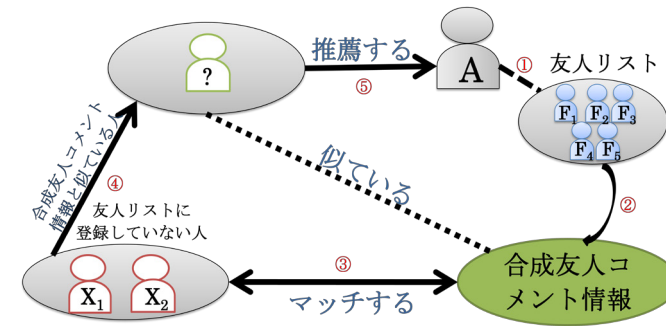 推薦する
⑤
?
A
①
友人リスト
F1 F2 F3
F4 F5
②
合成友人コメント
情報と似ている人
④
似ている
友人リストに
登録していない人
X1 X2
③
マッチする
合成友人コ
メント情報